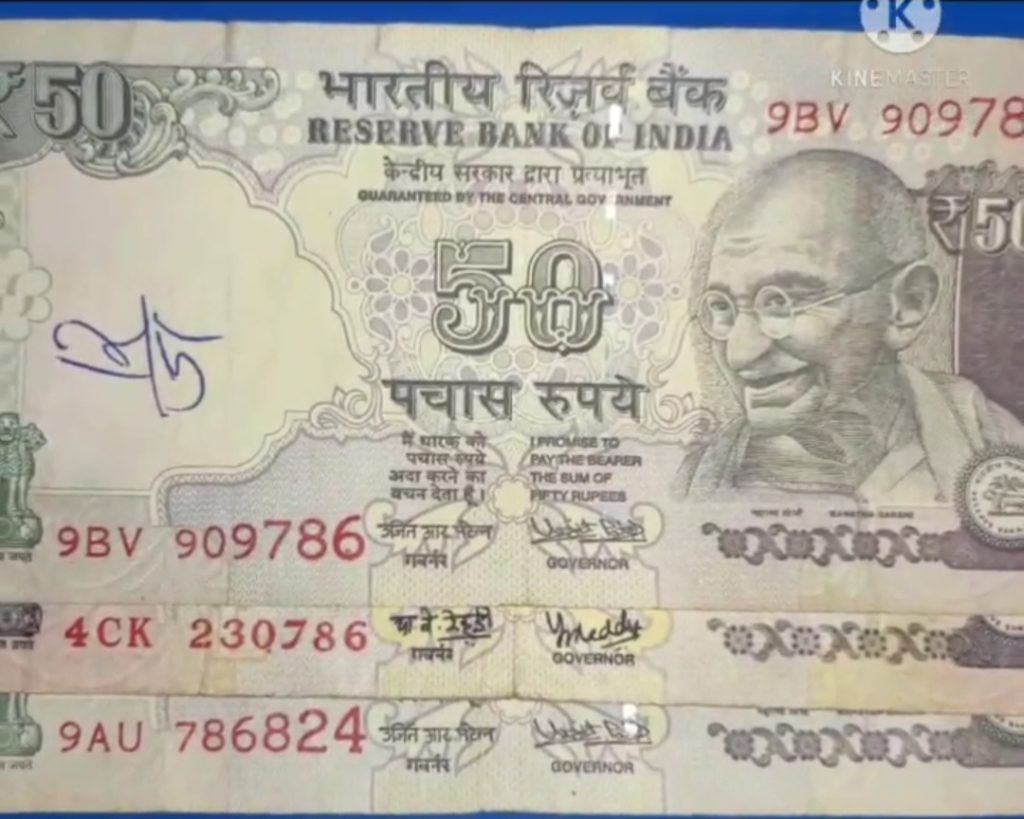 K
KINEMASTER
₹50
भारतीय रिज़र्व बैंक
RESERVE BANK OF INDIA
9BV 90978
केन्द्रीय सरकार द्वारा प्रत्याभूत
GUARANTEED BY THE CENTRAL GOVERNMENT
₹50
50
पचास रुपये
मैं धारक को
पचास रुपये
अदा करने का
वचन देता हूँ।
I PROMISE TO
PAY THE BEARER
THE SUM OF
FIFTY RUPEES
9BV 909786
गवर्नर
GOVERNOR
4CK 230786
गवर्नर
GOVERNOR
9AU 786824
गवर्नर
GOVERNOR